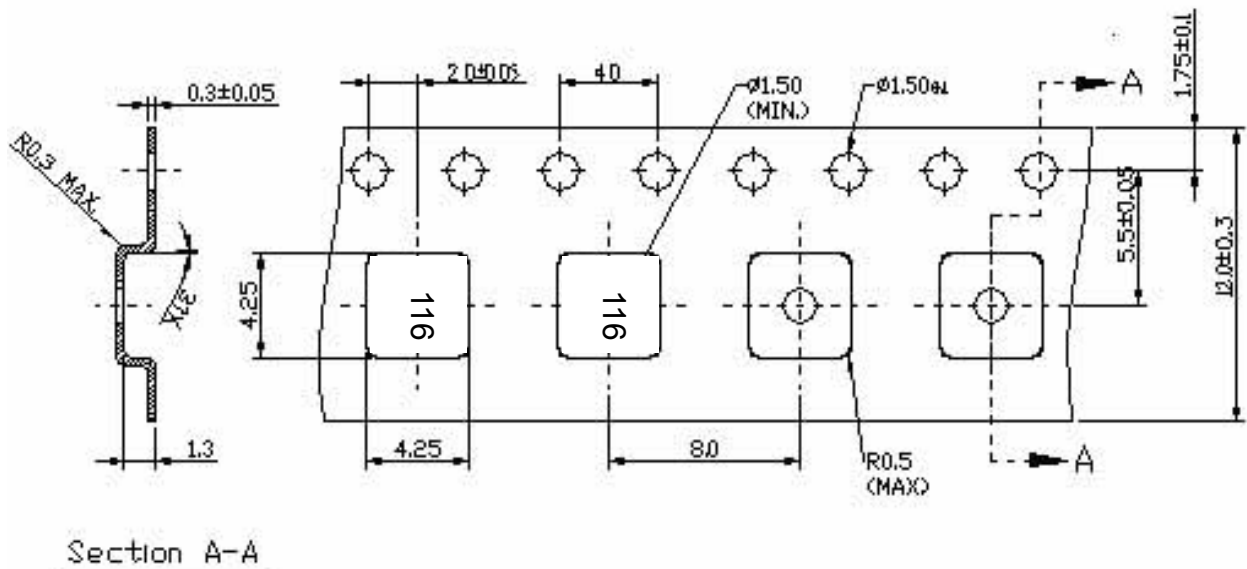 0.3±0.05
2.0±0.05
4.0
Ø1.50
(MIN.)
Ø1.50
A
1.75±0.1
R0.3 MAX.
5.5±0.05
12.0±0.3
4.25
116
116
1.3
4.25
8.0
R0.5
(MAX)
A
Section A-A